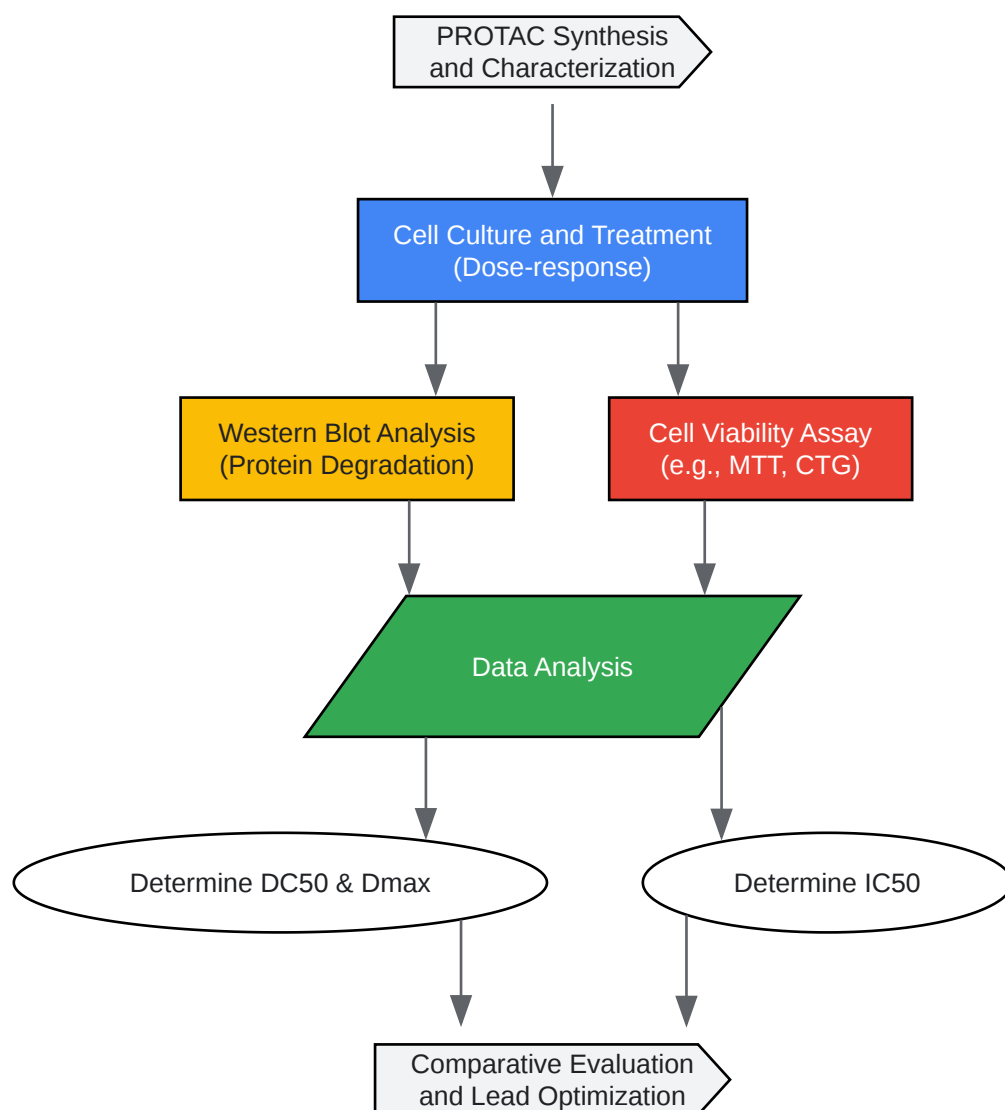 PROTAC Synthesis
and Characterization
Cell Culture and Treatment
(Dose-response)
Western Blot Analysis
(Protein Degradation)
Cell Viability Assay
(e.g., MTT, CTG)
Data Analysis
Determine DC50 & Dmax
Determine IC50
Comparative Evaluation
and Lead Optimization